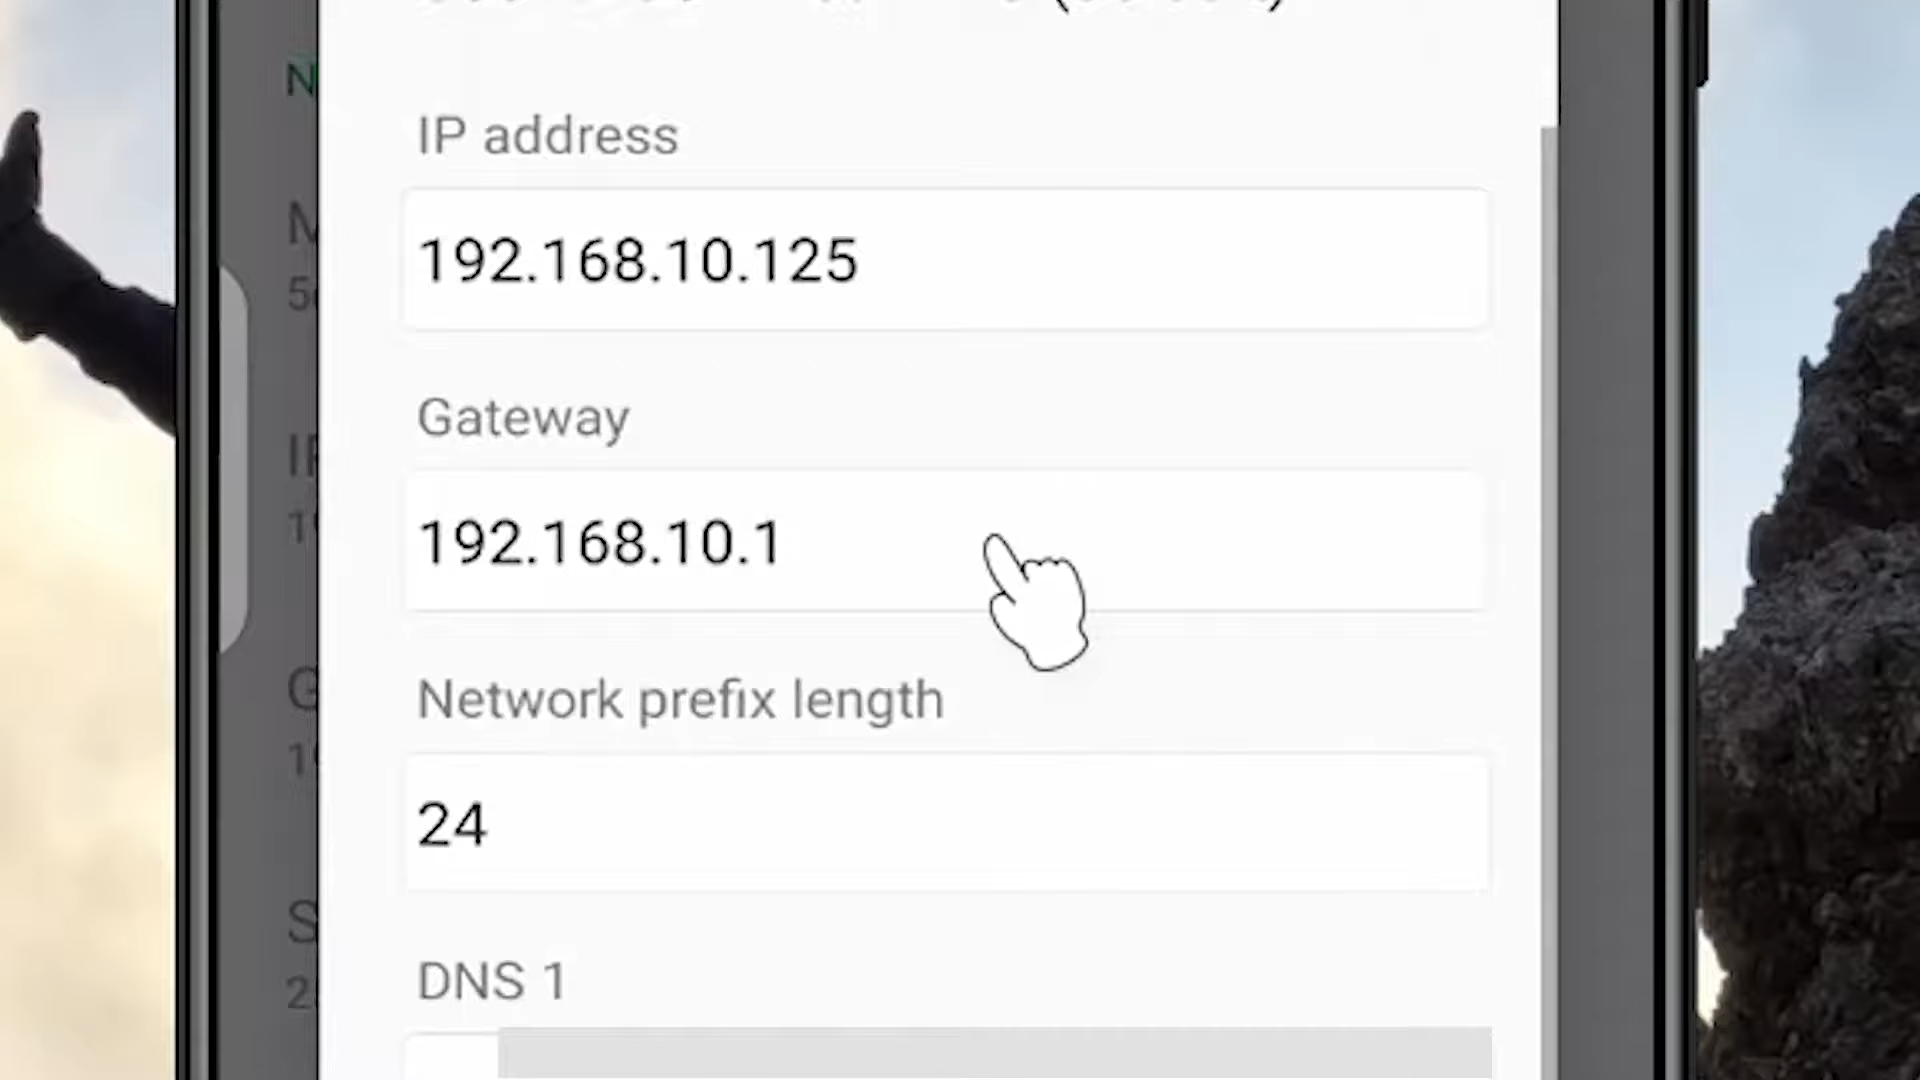 IP address
192.168.10.125
Gateway
192.168.10.1
Network prefix length
24
DNS 1